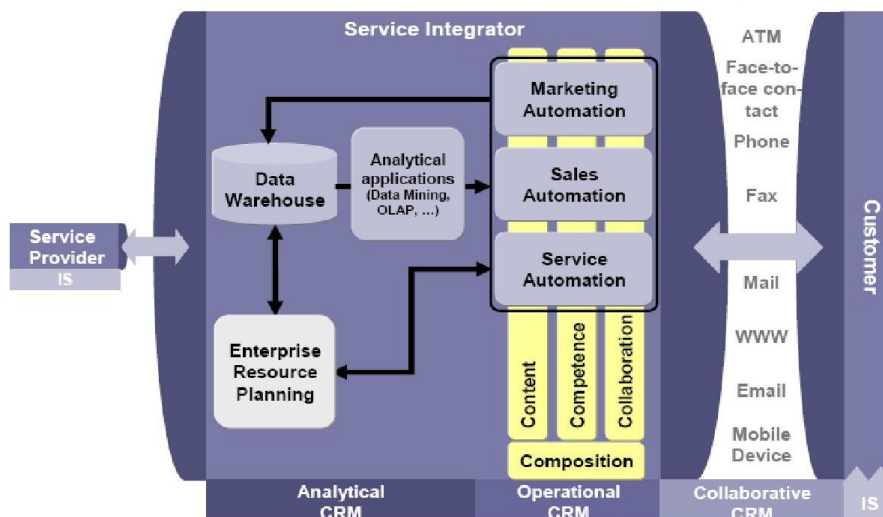 Service Integrator
Marketing
Automation
Data
Warehouse
Analytical
applications
(Data Mining,
OLAP, ...)
Sales
Automation
Service
Automation
Enterprise
Resource
Planning
Content
Competence
Collaboration
Composition
Service
Provider
IS
ATM
Face-to-
face con-
tact
Phone
Fax
Mail
WWW
Email
Mobile
Device
Customer
IS
Analytical
CRM
Operational
CRM
Collaborative
CRM